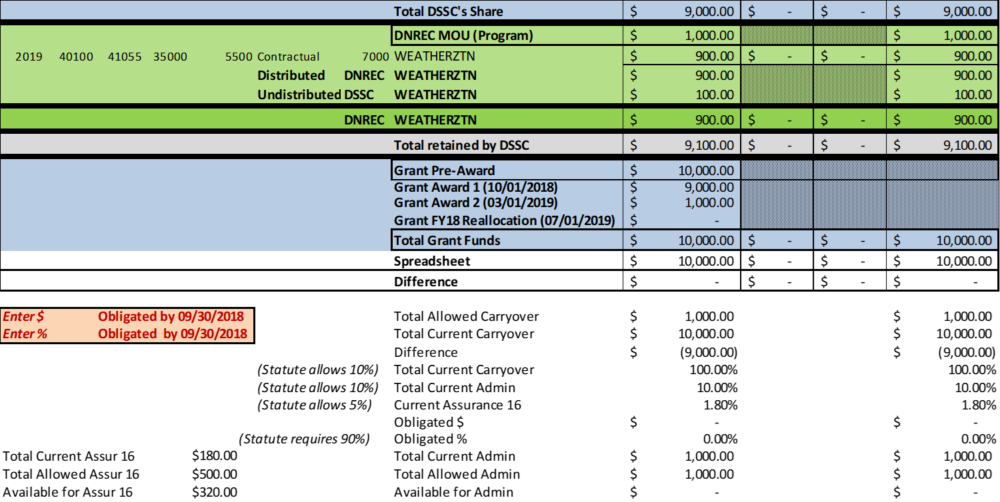 Total DSSC's Share $ 9,000.00 $ - $ - $ 9,000.00
DNREC MOU (Program) $ 1,000.00 $ 1,000.00
2019 40100 41055 35000 5500 Contractual 7000 WEATHERZTN $ 900.00 $ - $ - $ 900.00
Distributed DNREC WEATHERZTN $ 900.00 $ 900.00
Undistributed DSSC WEATHERZTN $ 100.00 $ 100.00
DNREC WEATHERZTN $ 900.00 $ - $ - $ 900.00
Total retained by DSSC $ 9,100.00 $ - $ - $ 9,100.00
Grant Pre-Award $ 10,000.00
Grant Award 1 (10/01/2018) $ 9,000.00
Grant Award 2 (03/01/2019) $ 1,000.00
Grant FY18 Reallocation (07/01/2019) $ -
Total Grant Funds $ 10,000.00 $ - $ - $ 10,000.00
Spreadsheet $ 10,000.00 $ - $ - $ 10,000.00
Difference $ - $ - $ - $ -
Enter $ Obligated by 09/30/2018 Total Allowed Carryover $ 1,000.00 $ 1,000.00
Enter % Obligated by 09/30/2018 Total Current Carryover $ 10,000.00 $ 10,000.00
Difference $ (9,000.00) $ (9,000.00)
(Statute allows 10%) Total Current Carryover 100.00% 100.00%
(Statute allows 10%) Total Current Admin 10.00% 10.00%
(Statute allows 5%) Current Assurance 16 1.80% 1.80%
Obligated $ $ - $ -
(Statute requires 90%) Obligated % 0.00% 0.00%
Total Current Assur 16 $180.00 Total Current Admin $ 1,000.00 $ 1,000.00
Total Allowed Assur 16 $500.00 Total Allowed Admin $ 1,000.00 $ 1,000.00
Available for Assur 16 $320.00 Available for Admin $ - $ -